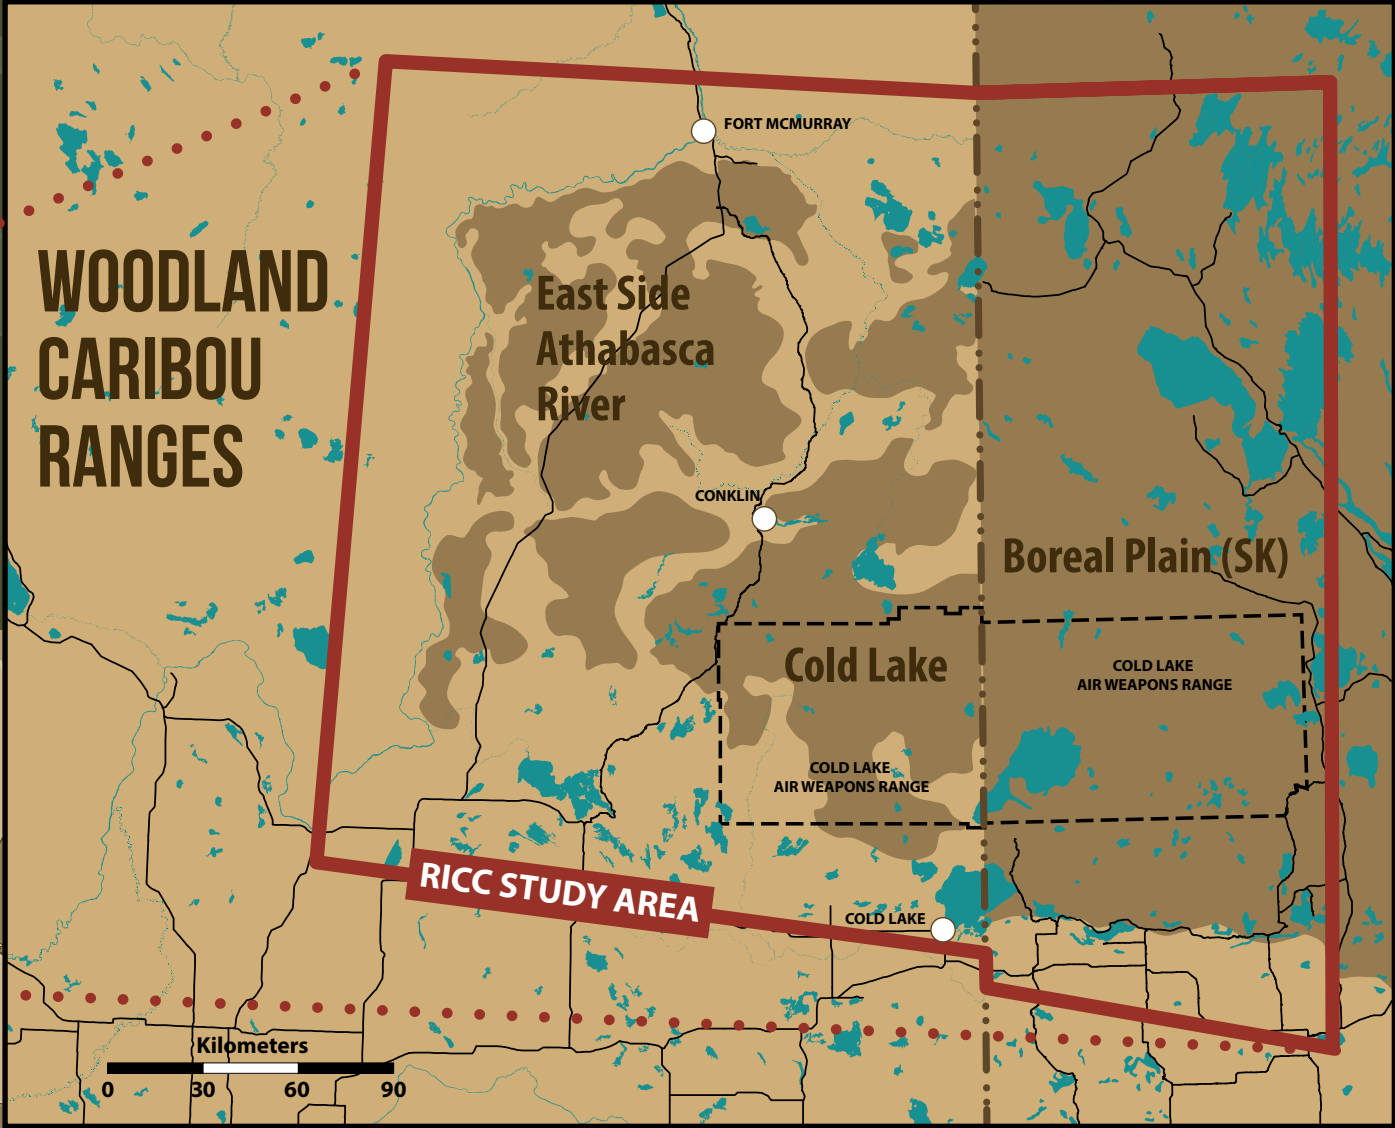 FORT MCMURRAY
WOODLAND
CARIBOU
RANGES
East Side
Athabasca
River
CONKLIN
Boreal Plain (SK)
Cold Lake
COLD LAKE
AIR WEAPONS RANGE
COLD LAKE
AIR WEAPONS RANGE
RICC STUDY AREA
COLD LAKE
Kilometers
0 30 60 90